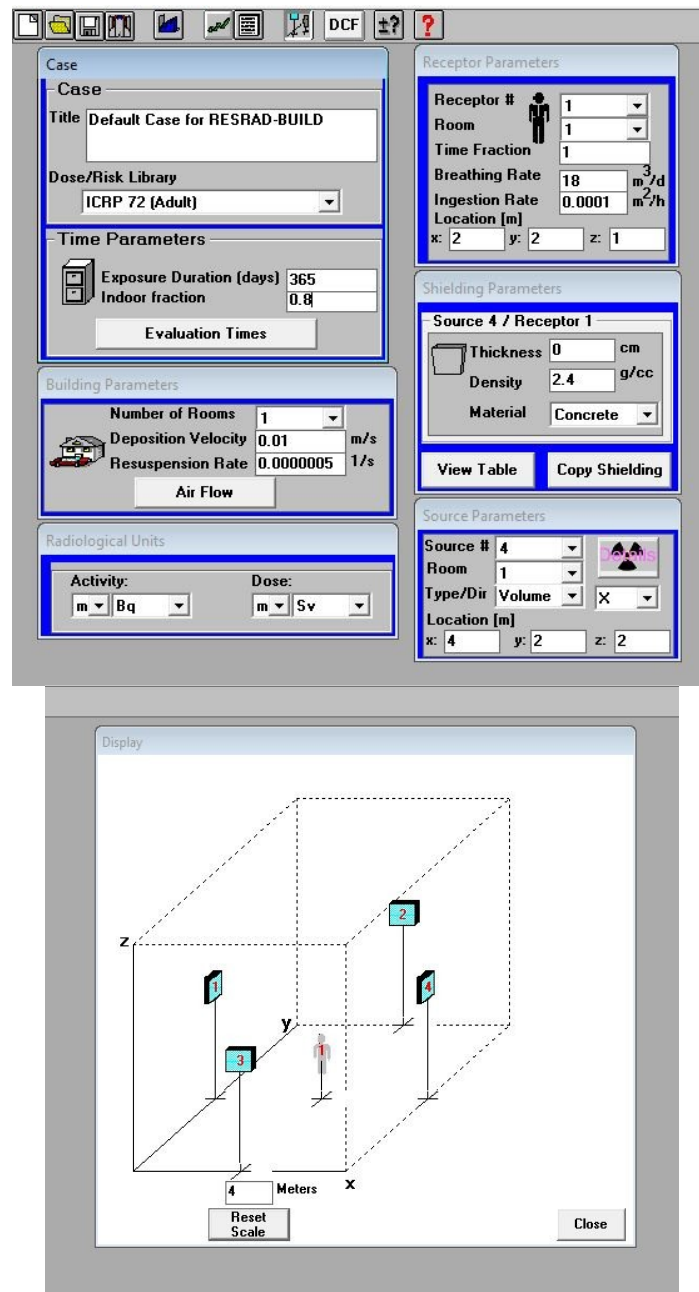 DCF ±? ?
Case
Case
Title Default Case for RESRAD-BUILD
Dose/Risk Library
ICRP 72 (Adult)
Time Parameters
Exposure Duration (days) 365
Indoor fraction 0.8
Evaluation Times
Building Parameters
Number of Rooms 1
Deposition Velocity 0.01 m/s
Resuspension Rate 0.0000005 1/s
Air Flow
Radiological Units
Activity: Dose:
m Bq m Sv
Receptor Parameters
Receptor # 1
Room 1
Time Fraction 1
Breathing Rate 18 m3/d
Ingestion Rate 0.0001 m2/h
Location [m]
x: 2 y: 2 z: 1
Shielding Parameters
Source 4 / Receptor 1
Thickness 0 cm
Density 2.4 g/cc
Material Concrete
View Table Copy Shielding
Source Parameters
Source # 4 Details
Room 1
Type/Dir Volume X
Location [m]
x: 4 y: 2 z: 2
Display
2
z
1 4
y
3 1
4 Meters x
Reset
Scale
Close